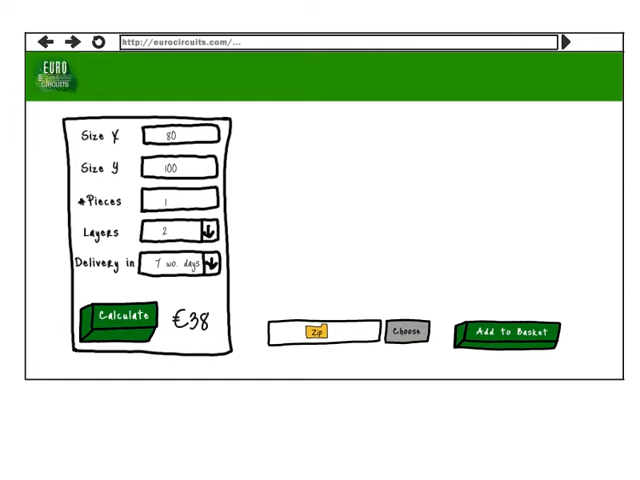 http://eurocircuits.com/...
EURO
CIRCUITS
Size X 80
Size Y 100
#Pieces 1
Layers 2
Delivery in 7 wo. days
Calculate €38
Zip Choose Add to Basket